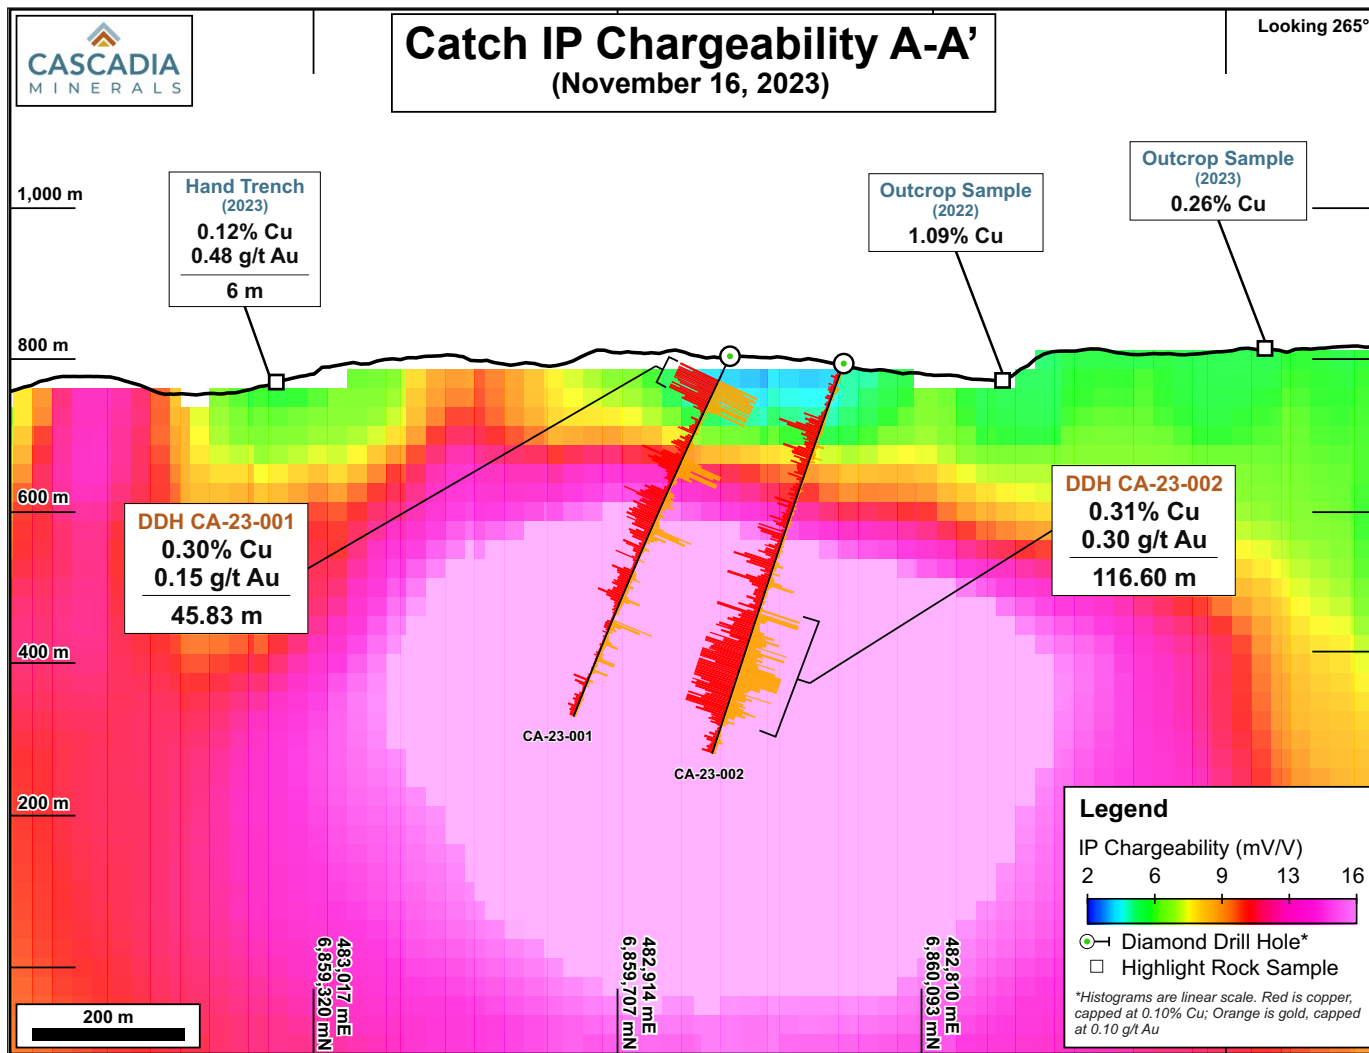 CASCADIA
MINERALS
Catch IP Chargeability A-A’
(November 16, 2023)
Looking 265°
Hand Trench
(2023)
0.12% Cu
0.48 g/t Au
6 m
Outcrop Sample
(2022)
1.09% Cu
Outcrop Sample
(2023)
0.26% Cu
1,000 m
800 m
600 m
400 m
200 m
DDH CA-23-001
0.30% Cu
0.15 g/t Au
45.83 m
DDH CA-23-002
0.31% Cu
0.30 g/t Au
116.60 m
CA-23-001
CA-23-002
483,017 mE
6,859,320 mN
482,914 mE
6,859,707 mN
482,810 mE
6,860,093 mN
200 m
Legend
IP Chargeability (mV/V)
2 6 9 13 16
Diamond Drill Hole*
Highlight Rock Sample
*Histograms are linear scale. Red is copper,
capped at 0.10% Cu; Orange is gold, capped
at 0.10 g/t Au